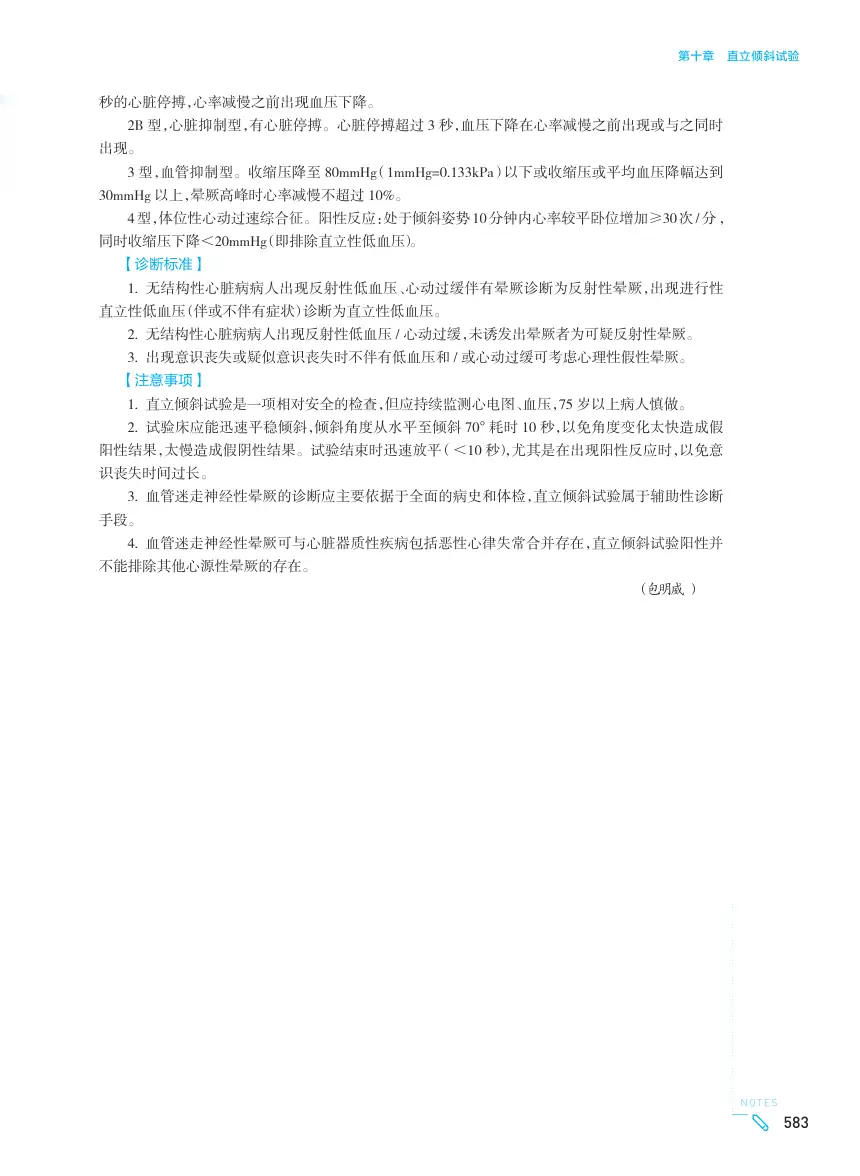 第十章 直立倾斜试验
秒的心脏停搏,心率减慢之前出现血压下降。
2B 型,心脏抑制型,有心脏停搏。心脏停搏超过 3 秒,血压下降在心率减慢之前出现或与之同时
出现。
3 型,血管抑制型。收缩压降至 80mmHg(1mmHg=0.133kPa)以下或收缩压或平均血压降幅达到
30mmHg 以上,晕厥高峰时心率减慢不超过 10%。
4 型,体位性心动过速综合征。阳性反应:处于倾斜姿势 10 分钟内心率较平卧位增加≥30 次 / 分,
同时收缩压下降<20mmHg(即排除直立性低血压)。
【诊断标准】
1. 无结构性心脏病病人出现反射性低血压、心动过缓伴有晕厥诊断为反射性晕厥,出现进行性
直立性低血压(伴或不伴有症状)诊断为直立性低血压。
2. 无结构性心脏病病人出现反射性低血压 / 心动过缓,未诱发出晕厥者为可疑反射性晕厥。
3. 出现意识丧失或疑似意识丧失时不伴有低血压和 / 或心动过缓可考虑心理性假性晕厥。
【注意事项】
1. 直立倾斜试验是一项相对安全的检查,但应持续监测心电图、血压,75 岁以上病人慎做。
2. 试验床应能迅速平稳倾斜,倾斜角度从水平至倾斜 70° 耗时 10 秒,以免角度变化太快造成假
阳性结果,太慢造成假阴性结果。试验结束时迅速放平(<10 秒),尤其是在出现阳性反应时,以免意
识丧失时间过长。
3. 血管迷走神经性晕厥的诊断应主要依据于全面的病史和体检,直立倾斜试验属于辅助性诊断
手段。
4. 血管迷走神经性晕厥可与心脏器质性疾病包括恶性心律失常合并存在,直立倾斜试验阳性并
不能排除其他心源性晕厥的存在。
(包明威)
NOTES
583